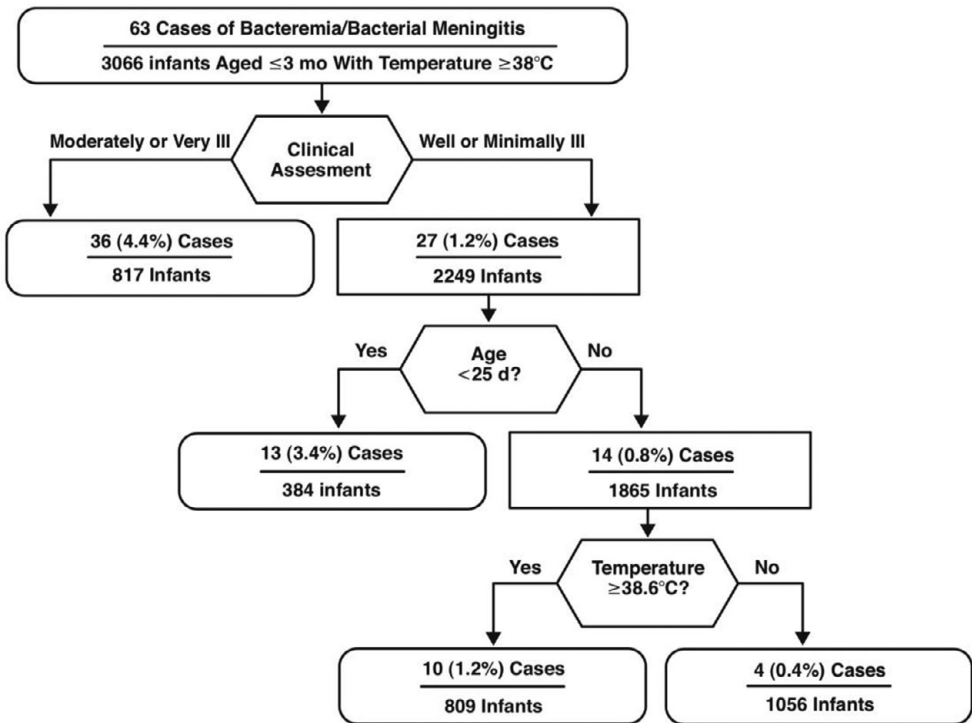 63 Cases of Bacteremia/Bacterial Meningitis
3066 infants Aged ≤3 mo With Temperature ≥38°C
Moderately or Very Ill
Clinical
Assesment
Well or Minimally Ill
36 (4.4%) Cases
817 Infants
27 (1.2%) Cases
2249 Infants
Yes
Age
<25 d?
No
13 (3.4%) Cases
384 infants
14 (0.8%) Cases
1865 Infants
Yes
Temperature
≥38.6°C?
No
10 (1.2%) Cases
809 Infants
4 (0.4%) Cases
1056 Infants